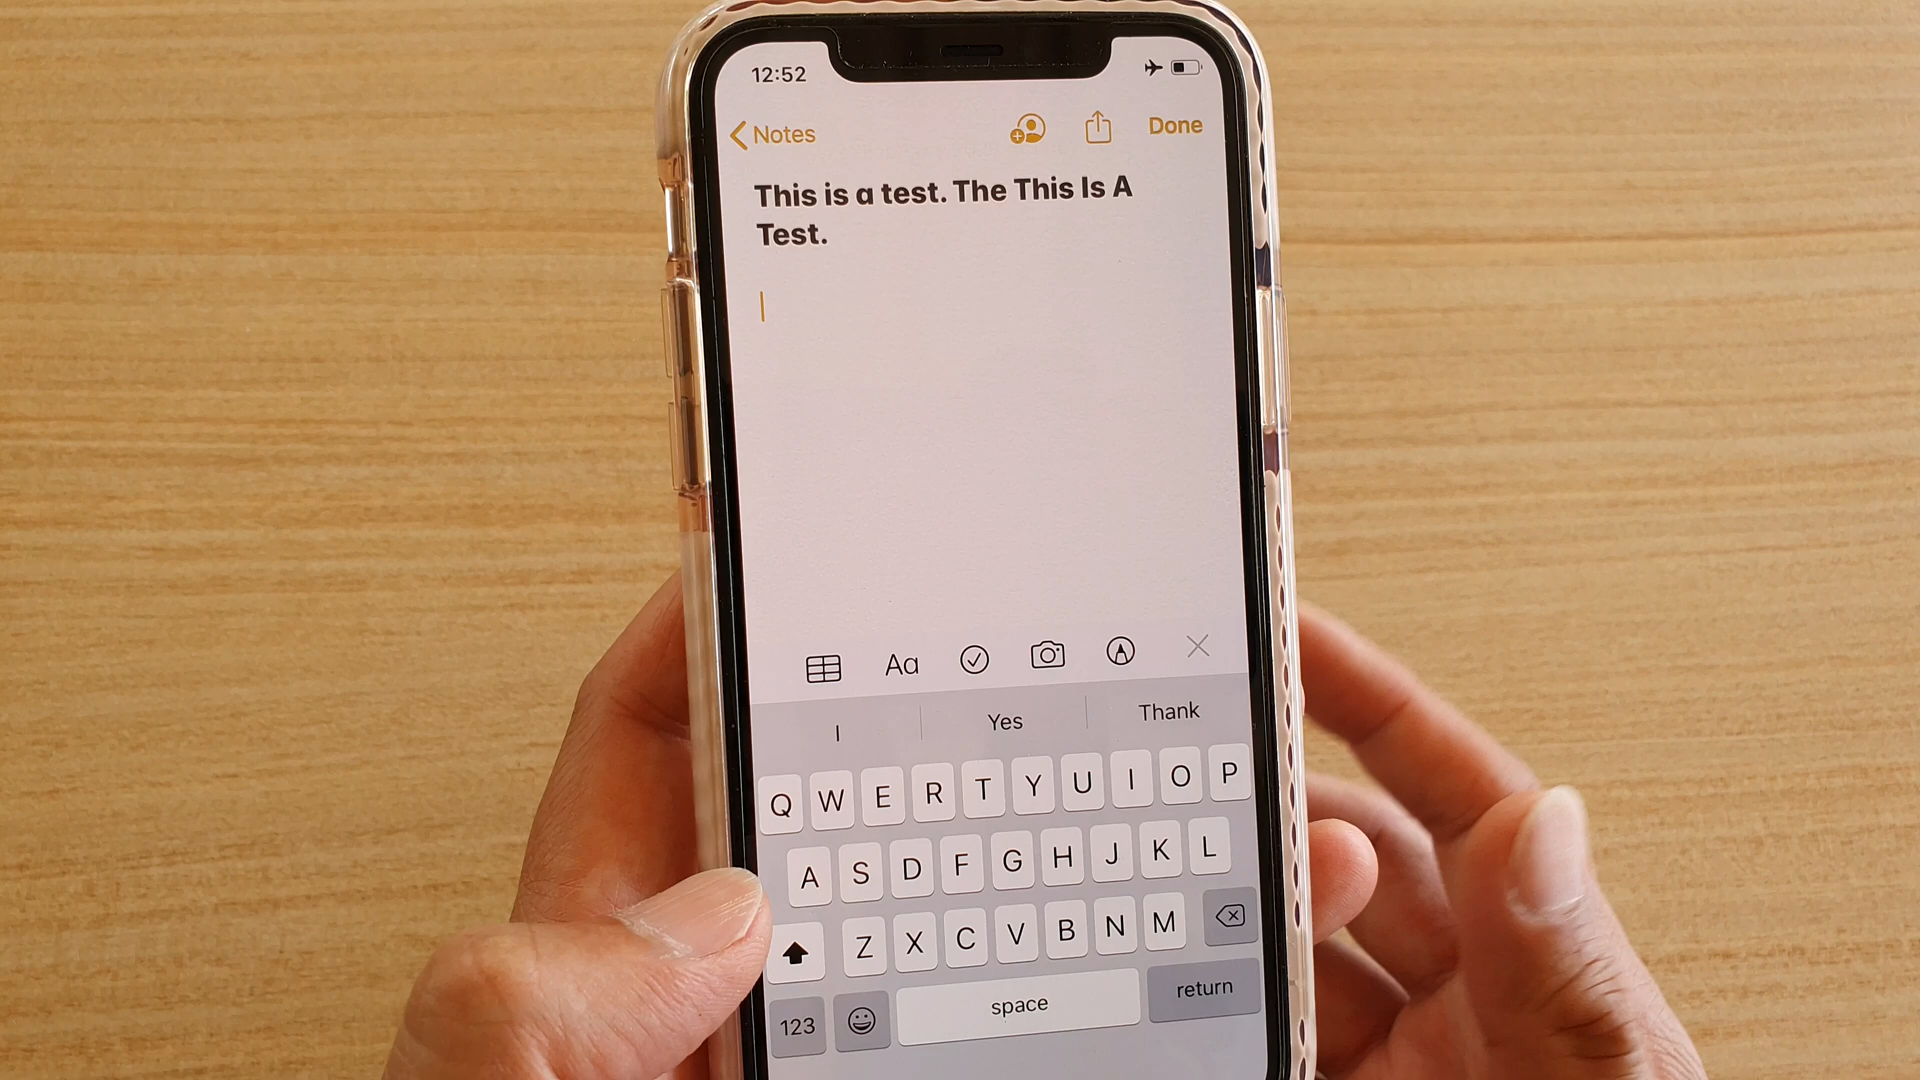 12:52
Notes
Done
This is a test. The This Is A
Test.
Aa
I Yes Thank
Q W E R T Y U I O P
A S D F G H J K L
Z X C V B N M
123 space return